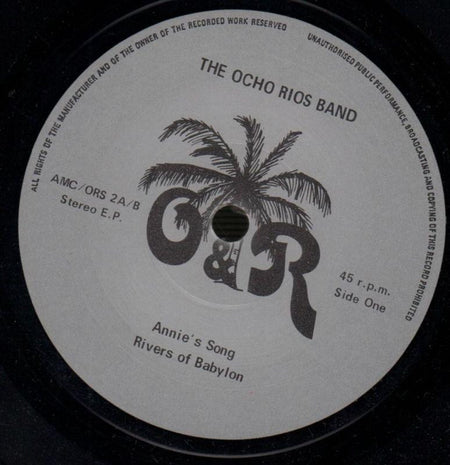 ALL RIGHTS OF THE MANUFACTURER AND OF THE OWNER OF THE RECORDED WORK RESERVED
UNAUTHORISED PUBLIC PERFORMANCE, BROADCASTING AND COPYING OF THIS RECORD PROHIBITED
THE OCHO RIOS BAND
AMC/ORS 2A/B
Stereo E.P.
O&R
45 r.p.m.
Side One
Annie's Song
Rivers of Babylon